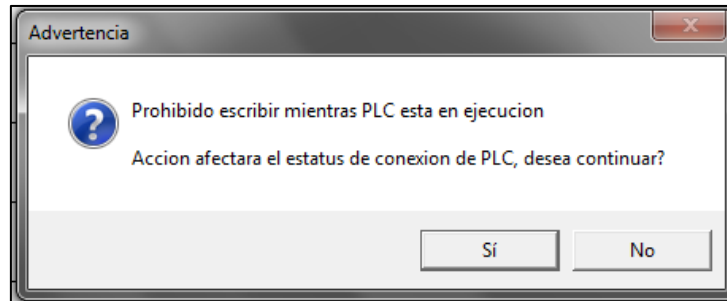 Advertencia
Prohibido escribir mientras PLC esta en ejecucion
Accion afectara el estatus de conexion de PLC, desea continuar?
Sí
No